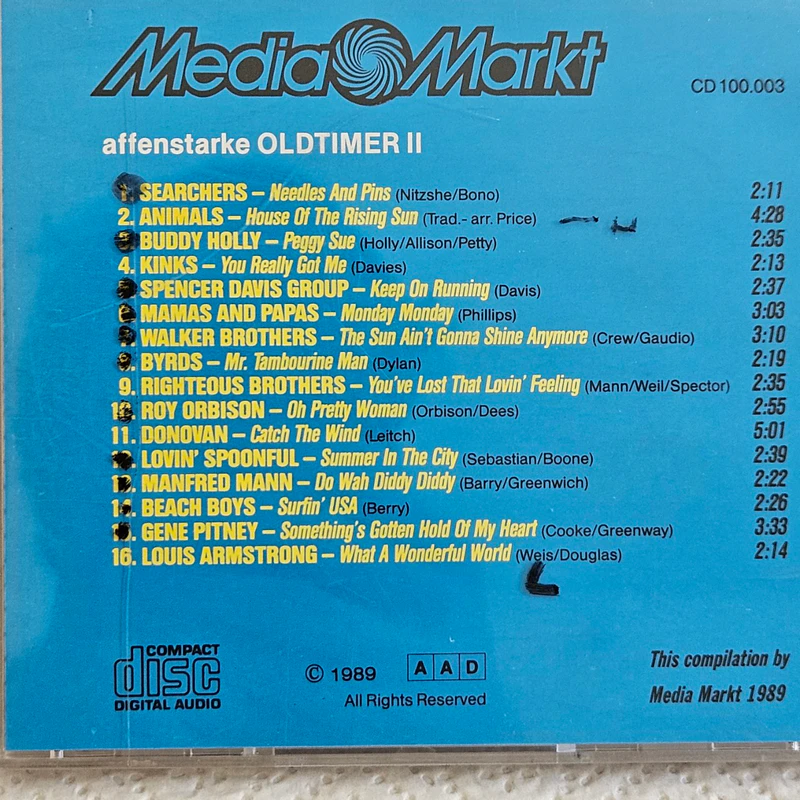 Media Markt
CD 100.003
affenstarke OLDTIMER II
1. SEARCHERS – Needles And Pins (Nitzshe/Bono) 2:11
2. ANIMALS – House Of The Rising Sun (Trad.- arr. Price) 4:28
3. BUDDY HOLLY – Peggy Sue (Holly/Allison/Petty) 2:35
4. KINKS – You Really Got Me (Davies) 2:13
SPENCER DAVIS GROUP – Keep On Running (Davis) 2:37
MAMAS AND PAPAS – Monday Monday (Phillips) 3:03
WALKER BROTHERS – The Sun Ain't Gonna Shine Anymore (Crew/Gaudio) 3:10
BYRDS – Mr. Tambourine Man (Dylan) 2:19
9. RIGHTEOUS BROTHERS – You've Lost That Lovin' Feeling (Mann/Weil/Spector) 2:35
10. ROY ORBISON – Oh Pretty Woman (Orbison/Dees) 2:55
11. DONOVAN – Catch The Wind (Leitch) 5:01
LOVIN' SPOONFUL – Summer In The City (Sebastian/Boone) 2:39
MANFRED MANN – Do Wah Diddy Diddy (Barry/Greenwich) 2:22
BEACH BOYS – Surfin' USA (Berry) 2:26
GENE PITNEY – Something's Gotten Hold Of My Heart (Cooke/Greenway) 3:33
16. LOUIS ARMSTRONG – What A Wonderful World (Weis/Douglas) 2:14
COMPACT
disc
DIGITAL AUDIO
© 1989
AAD
All Rights Reserved
This compilation by
Media Markt 1989